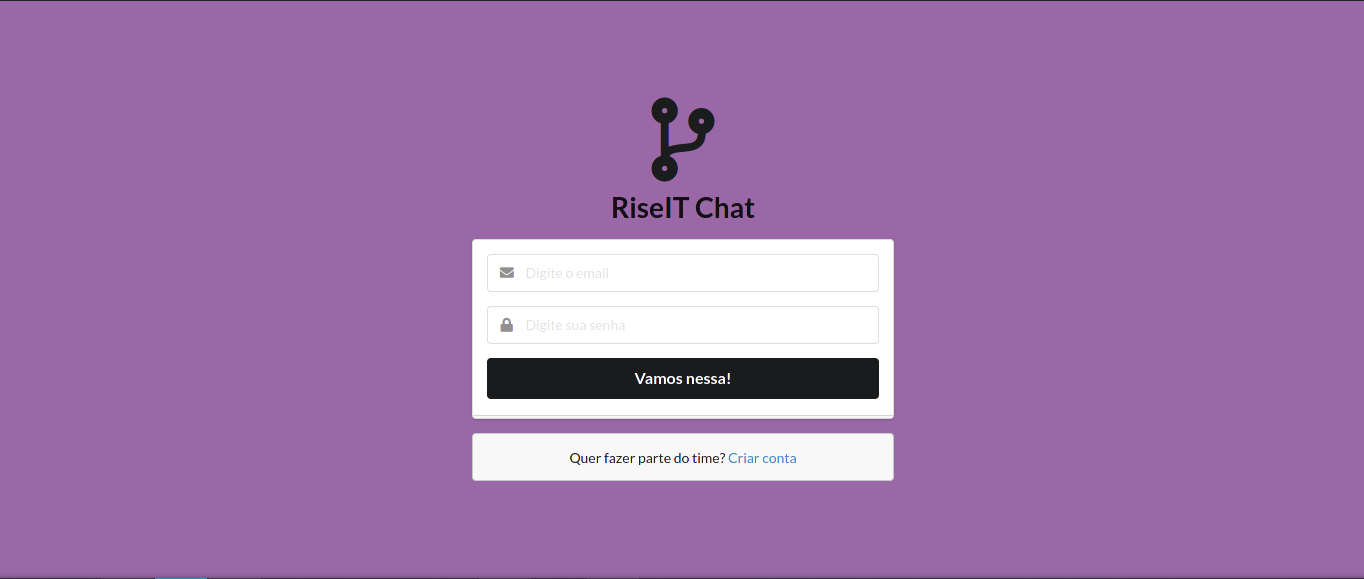 RiseIT Chat
Digite o email
Digite sua senha
Vamos nessa!
Quer fazer parte do time? Criar conta